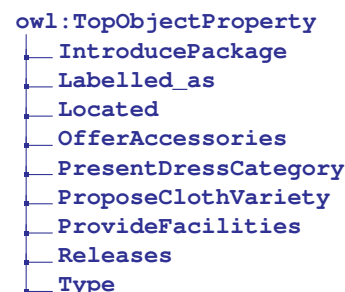 owl:TopObjectProperty
IntroducePackage
Labelled_as
Located
OfferAccessories
PresentDressCategory
ProposeClothVariety
ProvideFacilities
Releases
Type